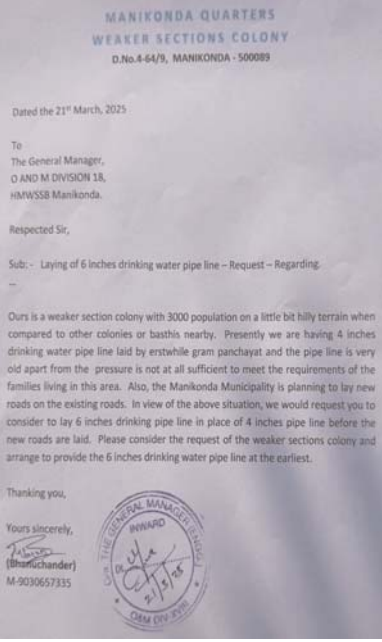 MANIKONDA QUARTERS
WEAKER SECTIONS COLONY
D.No.4-64/9, MANIKONDA - 500089
Dated the 21st March, 2025
To
The General Manager,
O AND M DIVISION 18,
HMWSSB Manikonda.
Respected Sir,
Sub: - Laying of 6 inches drinking water pipe line – Request – Regarding.
--
Ours is a weaker section colony with 3000 population on a little bit hilly terrain when
compared to other colonies or basthis nearby. Presently we are having 4 inches
drinking water pipe line laid by erstwhile gram panchayat and the pipe line is very
old apart from the pressure is not at all sufficient to meet the requirements of the
families living in this area. Also, the Manikonda Municipality is planning to lay new
roads on the existing roads. In view of the above situation, we would request you to
consider to lay 6 inches drinking pipe line in place of 4 inches pipe line before the
new roads are laid. Please consider the request of the weaker sections colony and
arrange to provide the 6 inches drinking water pipe line at the earliest.
Thanking you,
Yours sincerely,
(Bhanuchander)
M-9030657335
THE GENERAL MANAGER
INWARD
21/3/25
O&M DIV-XVIII